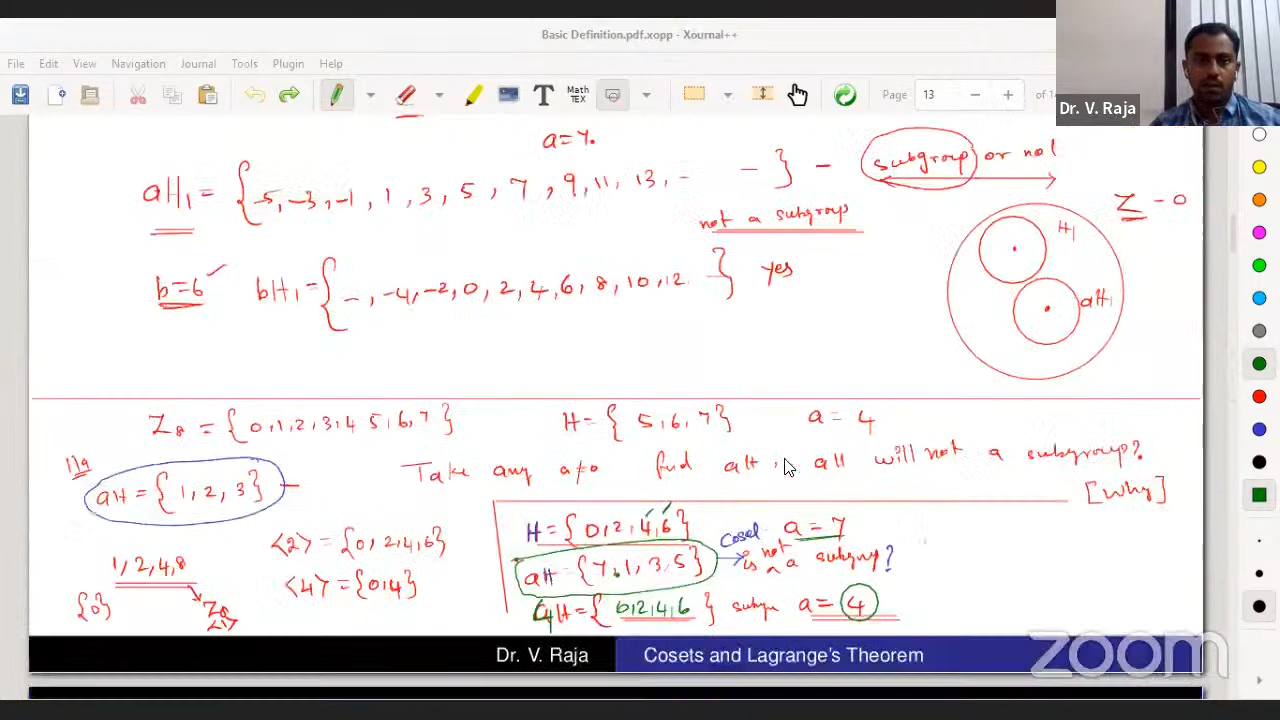 Basic Definition.pdf.xopp - Xournal++
File Edit View Navigation Journal Tools Plugin Help
Math TEX
Page 13 of 1
Dr. V. Raja
a=7.
aH₁ = { -5, -3, -1, 1, 3, 5, 7, 9, 11, 13, - - } - subgroup or not
not a subgroup
Z - 0
H₁
aH₁
b=6 ✓ bH₁ = { -, -4, -2, 0, 2, 4, 6, 8, 10, 12. - } yes
Z₈ = { 0,1,2,3,4 5,6,7 } H = { 5,6,7 } a = 4
aH = { 1, 2, 3 } -
Take any a≠0 find aH, aH will not a subgroup?
[Why]
H = { 0,2,4,6 } Coset a = 7
aH = { 7,1,3,5 } → is not a subgrup?
4H = { 0,2,4,6 } subgr a = 4
1, 2, 4, 8
<2> = {0, 2, 4, 6}
<4> = {0,4}
{0}
Z₈
<1>
Dr. V. Raja Cosets and Lagrange's Theorem
zoom